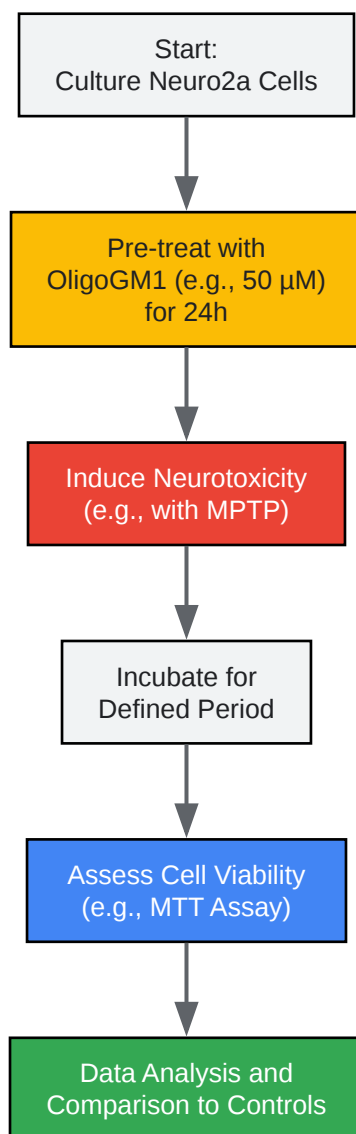 Start:
Culture Neuro2a Cells
Pre-treat with
OligoGM1 (e.g., 50 µM)
for 24h
Induce Neurotoxicity
(e.g., with MPTP)
Incubate for
Defined Period
Assess Cell Viability
(e.g., MTT Assay)
Data Analysis and
Comparison to Controls